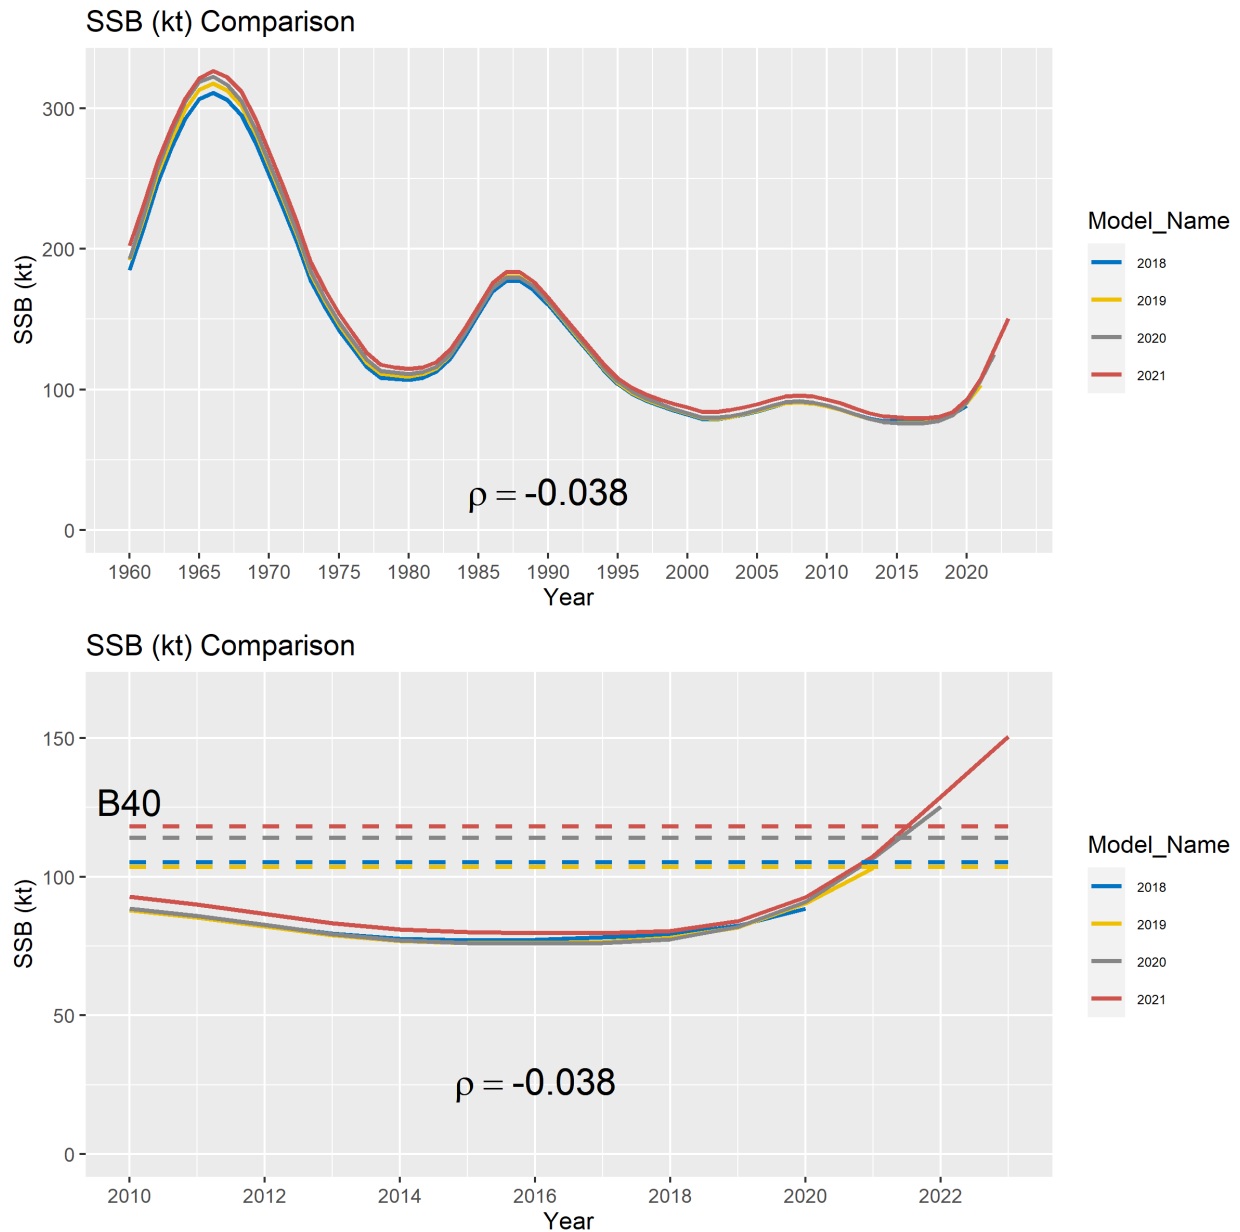 SSB (kt) Comparison
300
200
100
0
SSB (kt)
ρ = -0.038
1960 1965 1970 1975 1980 1985 1990 1995 2000 2005 2010 2015 2020
Year
Model_Name
2018
2019
2020
2021
SSB (kt) Comparison
150
100
50
0
SSB (kt)
B40
ρ = -0.038
2010 2012 2014 2016 2018 2020 2022
Year
Model_Name
2018
2019
2020
2021